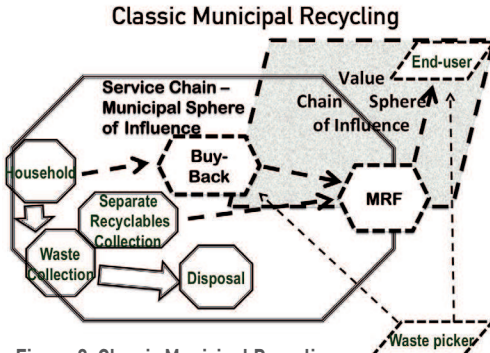 Classic Municipal Recycling
End-user
Value
Chain Sphere
of Influence
Service Chain –
Municipal Sphere
of Influence
Buy-
Back
Household
MRF
Separate
Recyclables
Collection
Waste
Collection
Disposal
Waste picker